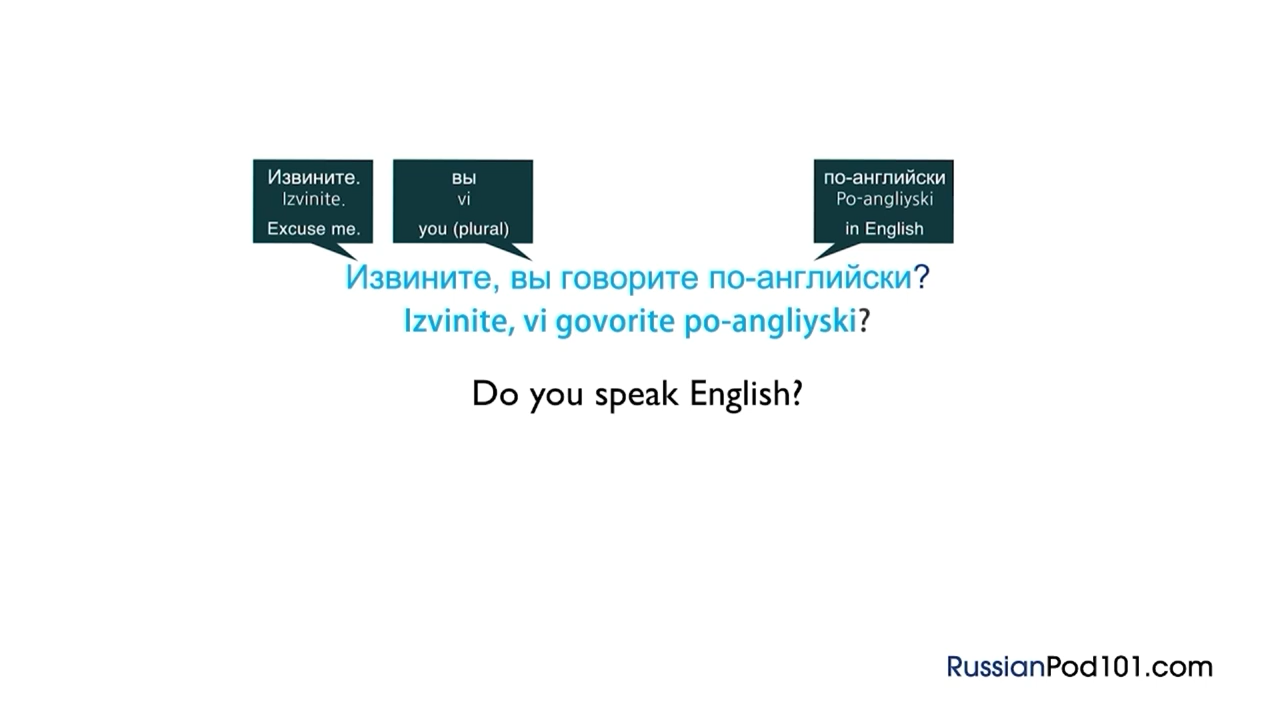 Извините.
Izvinite.
Excuse me.
вы
vi
you (plural)
по-английски
Po-angliyski
in English
Извините, вы говорите по-английски?
Izvinite, vi govorite po-angliyski?
Do you speak English?
RussianPod101.com